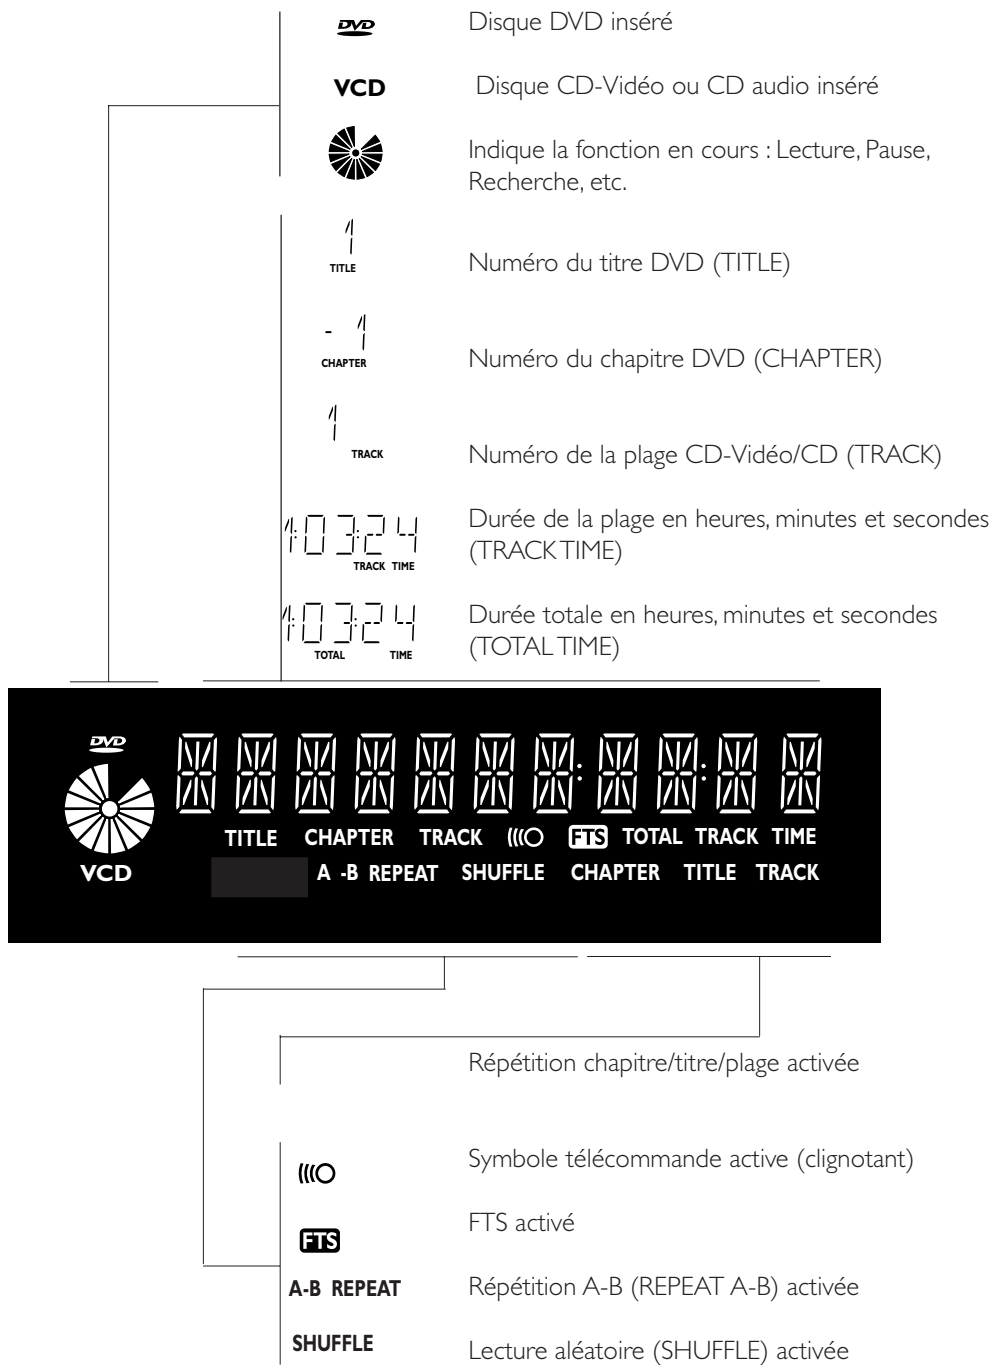 DVD Disque DVD inséré
VCD Disque CD-Vidéo ou CD audio inséré
Indique la fonction en cours : Lecture, Pause,
Recherche, etc.
1
TITLE Numéro du titre DVD (TITLE)
- 1
CHAPTER Numéro du chapitre DVD (CHAPTER)
1
TRACK Numéro de la plage CD-Vidéo/CD (TRACK)
1:03:24 Durée de la plage en heures, minutes et secondes
TRACK TIME (TRACK TIME)
1:03:24 Durée totale en heures, minutes et secondes
TOTAL TIME (TOTAL TIME)
DVD
TITLE CHAPTER TRACK FTS TOTAL TRACK TIME
VCD A -B REPEAT SHUFFLE CHAPTER TITLE TRACK
Répétition chapitre/titre/plage activée
Symbole télécommande active (clignotant)
FTS FTS activé
A-B REPEAT Répétition A-B (REPEAT A-B) activée
SHUFFLE Lecture aléatoire (SHUFFLE) activée